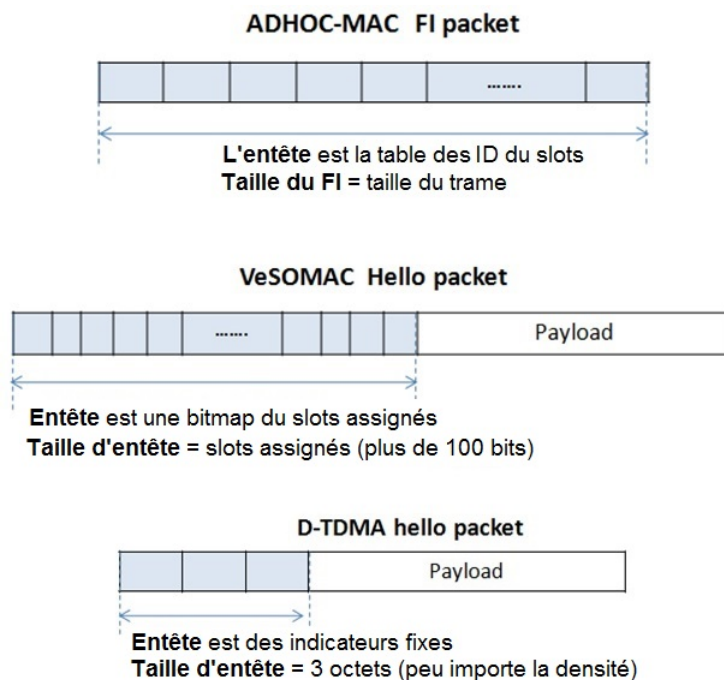 ADHOC-MAC FI packet
.......
L'entête est la table des ID du slots
Taille du FI = taille du trame
VeSOMAC Hello packet
.......
Payload
Entête est une bitmap du slots assignés
Taille d'entête = slots assignés (plus de 100 bits)
D-TDMA hello packet
Payload
Entête est des indicateurs fixes
Taille d'entête = 3 octets (peu importe la densité)